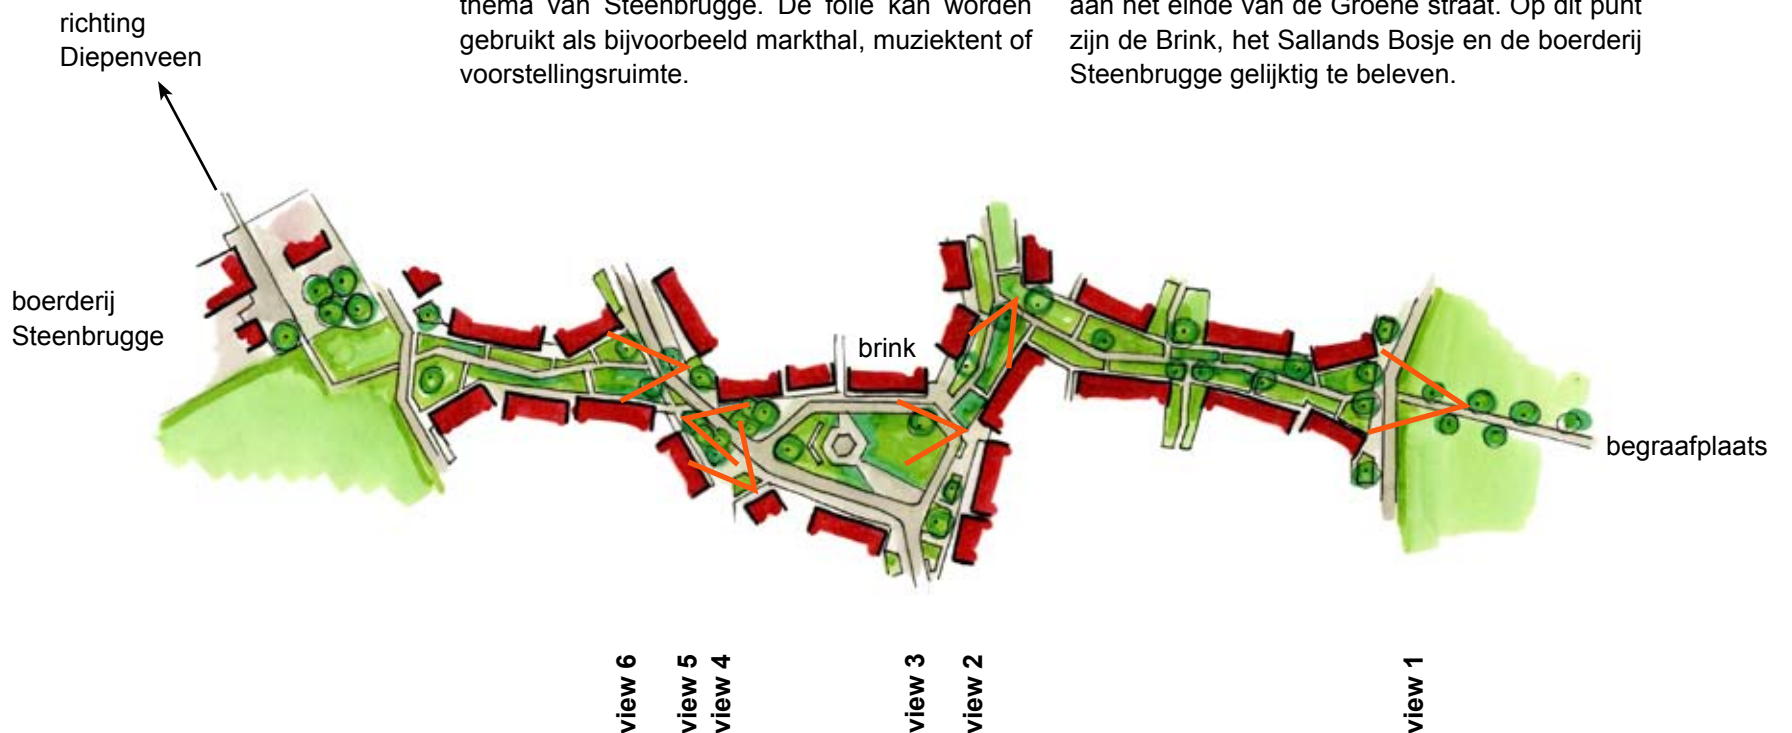 thema van Steenbrugge. De folie kan worden
gebruikt als bijvoorbeeld markthal, muziektent of
voorstellingsruimte.
aan het einde van de Groene straat. Op dit punt
zijn de Brink, het Sallands Bosje en de boerderij
Steenbrugge gelijktig te beleven.
richting
Diepenveen
boerderij
Steenbrugge
brink
begraafplaats
view 6
view 5
view 4
view 3
view 2
view 1